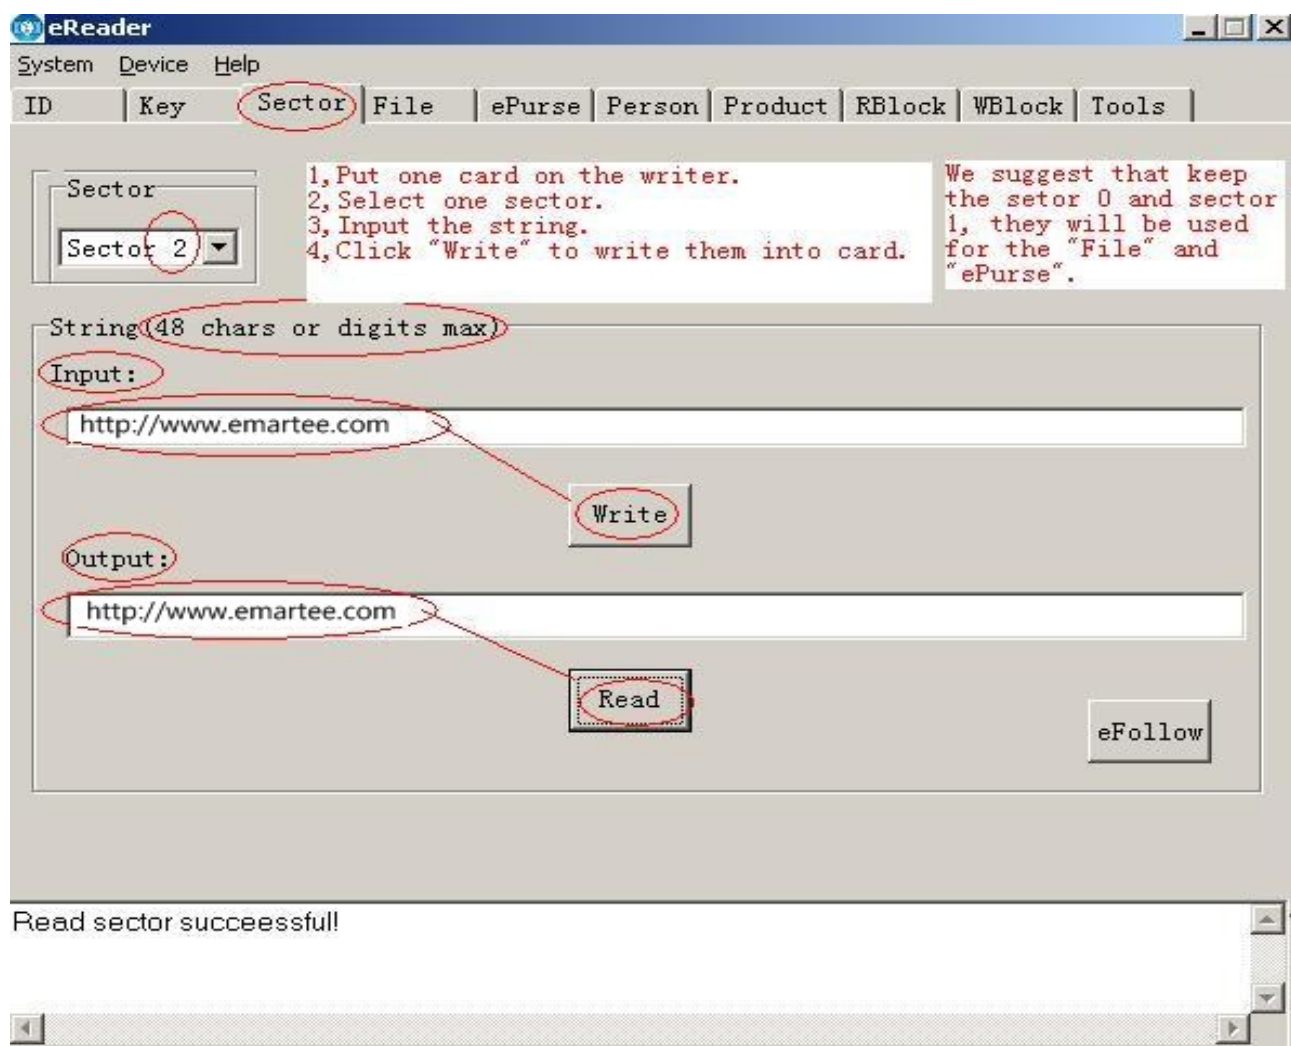 eReader
System Device Help
ID Key Sector File ePurse Person Product RBlock WBlock Tools
Sector
Sector 2
1,Put one card on the writer.
2,Select one sector.
3,Input the string.
4,Click "Write" to write them into card.
We suggest that keep
the setor 0 and sector
1, they will be used
for the "File" and
"ePurse".
String(48 chars or digits max)
Input:
http://www.emartee.com
Write
Output:
http://www.emartee.com
Read
eFollow
Read sector succeessful!